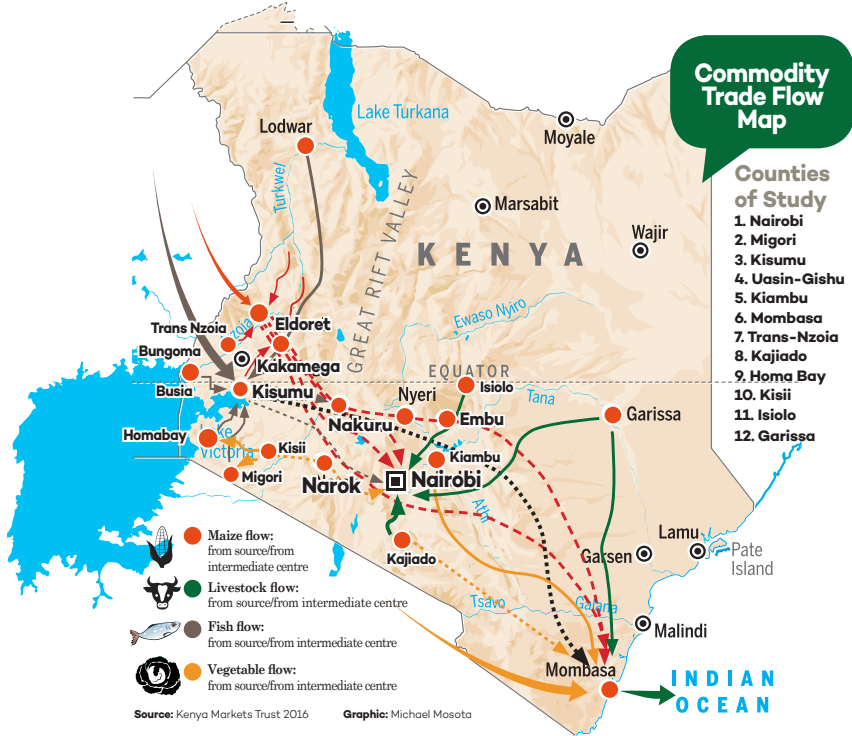 Commodity
Trade Flow
Map
Counties
of Study
1. Nairobi
2. Migori
3. Kisumu
4. Uasin-Gishu
5. Kiambu
6. Mombasa
7. Trans-Nzoia
8. Kajiado
9. Homa Bay
10. Kisii
11. Isiolo
12. Garissa
Lake Turkana
Lodwar
Moyale
Turkwel
Marsabit
GREAT RIFT VALLEY
Wajir
KENYA
Ewaso Nyiro
Trans Nzoia
zoia
Eldoret
Bungoma
Kakamega
EQUATOR
Busia
Kisumu
Nyeri
Isiolo
Tana
Nakuru
Embu
Garissa
Homabay
ke
Victoria
Kisii
Kiambu
Migori
Narok
Nairobi
Athi
Lamu
Pate
Island
Garsen
Kajiado
Tsavo
Galana
Malindi
Mombasa
INDIAN
OCEAN
Maize flow:
from source/from
intermediate centre
Livestock flow:
from source/from intermediate centre
Fish flow:
from source/from intermediate centre
Vegetable flow:
from source/from intermediate centre
Source: Kenya Markets Trust 2016 Graphic: Michael Mosota